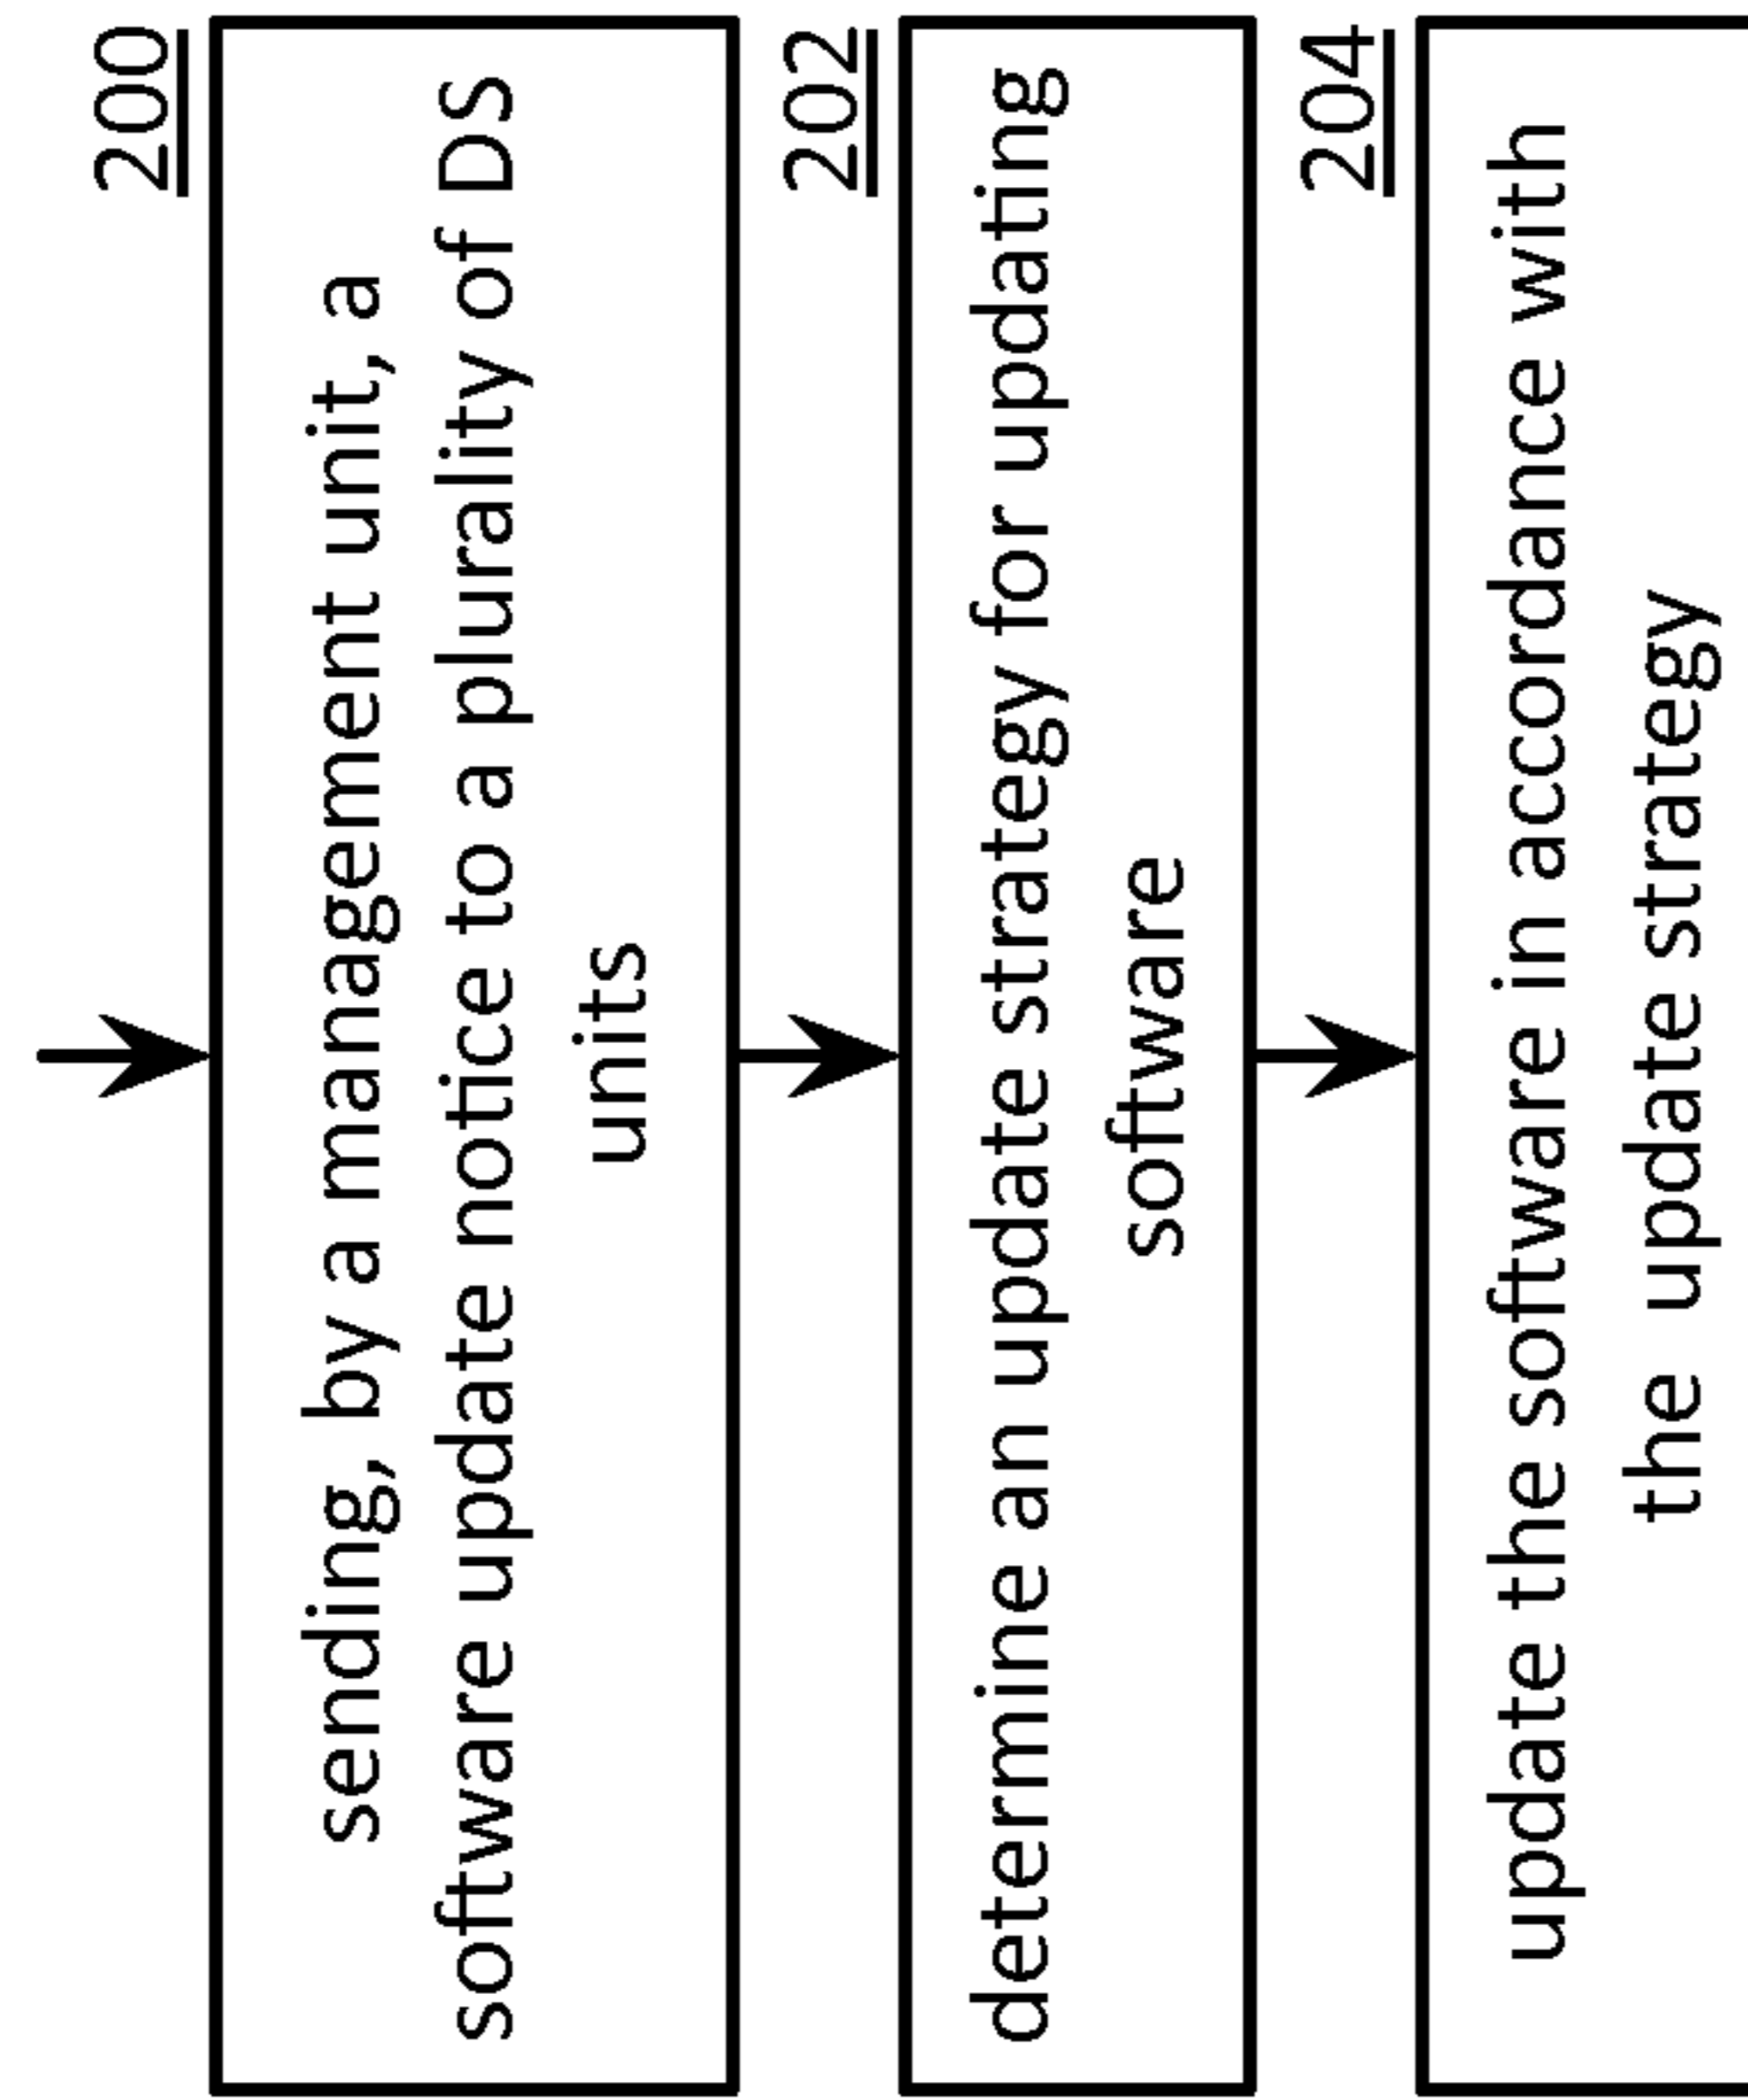 200
sending, by a management unit, a
software update notice to a plurality of DS
units
202
determine an update strategy for updating
software
204
update the software in accordance with
the update strategy